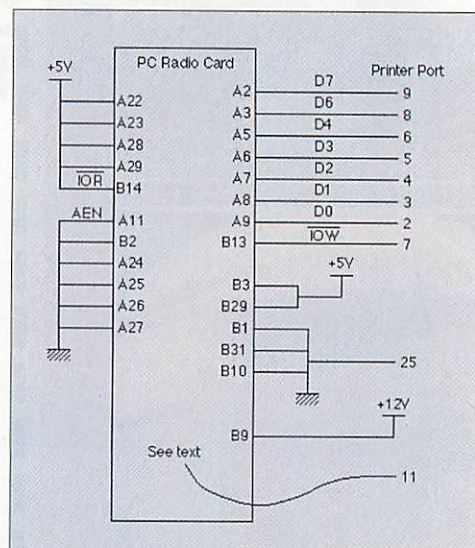 PC Radio Card
+5V
Printer Port
D7
A2
9
A22
D6
A3
8
A23
D4
A5
6
A28
D3
A6
5
A29
D2
A7
4
IOR
B14
D1
A8
3
AEN
A11
D0
A9
2
B2
IOW
B13
7
A24
+5V
A25
B3
A26
B29
A27
B1
B31
25
B10
+12V
B9
See text
11